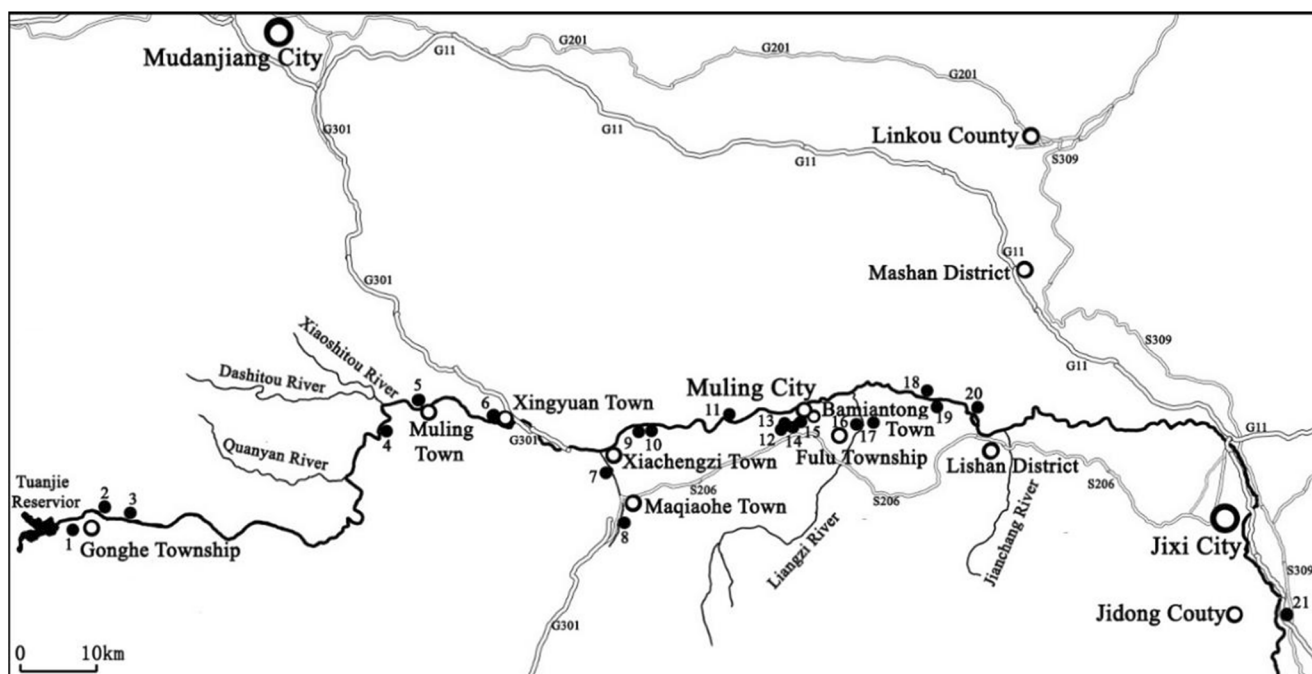 Mudanjiang City
G11
G201
G201
G201
G301
G11
G11
Linkou County
S309
G11
Mashan District
G301
S309
G11
Xiaoshitou River
Dashitou River
Quanyan River
5
Muling
Town
4
6
Xingyuan Town
G301
Muling City
11
9
10
Xiachengzi Town
7
S206
Maqiaohe Town
8
13
12
14
15
Bamiantong
Town
16
17
Fulu Township
18
19
20
Lishan District
S206
S206
G11
Liangzi River
Jianchang River
Tuanjie
Reservior
1
2
3
Gonghe Township
Jixi City
S309
Jidong Couty
21
G301
0
10km